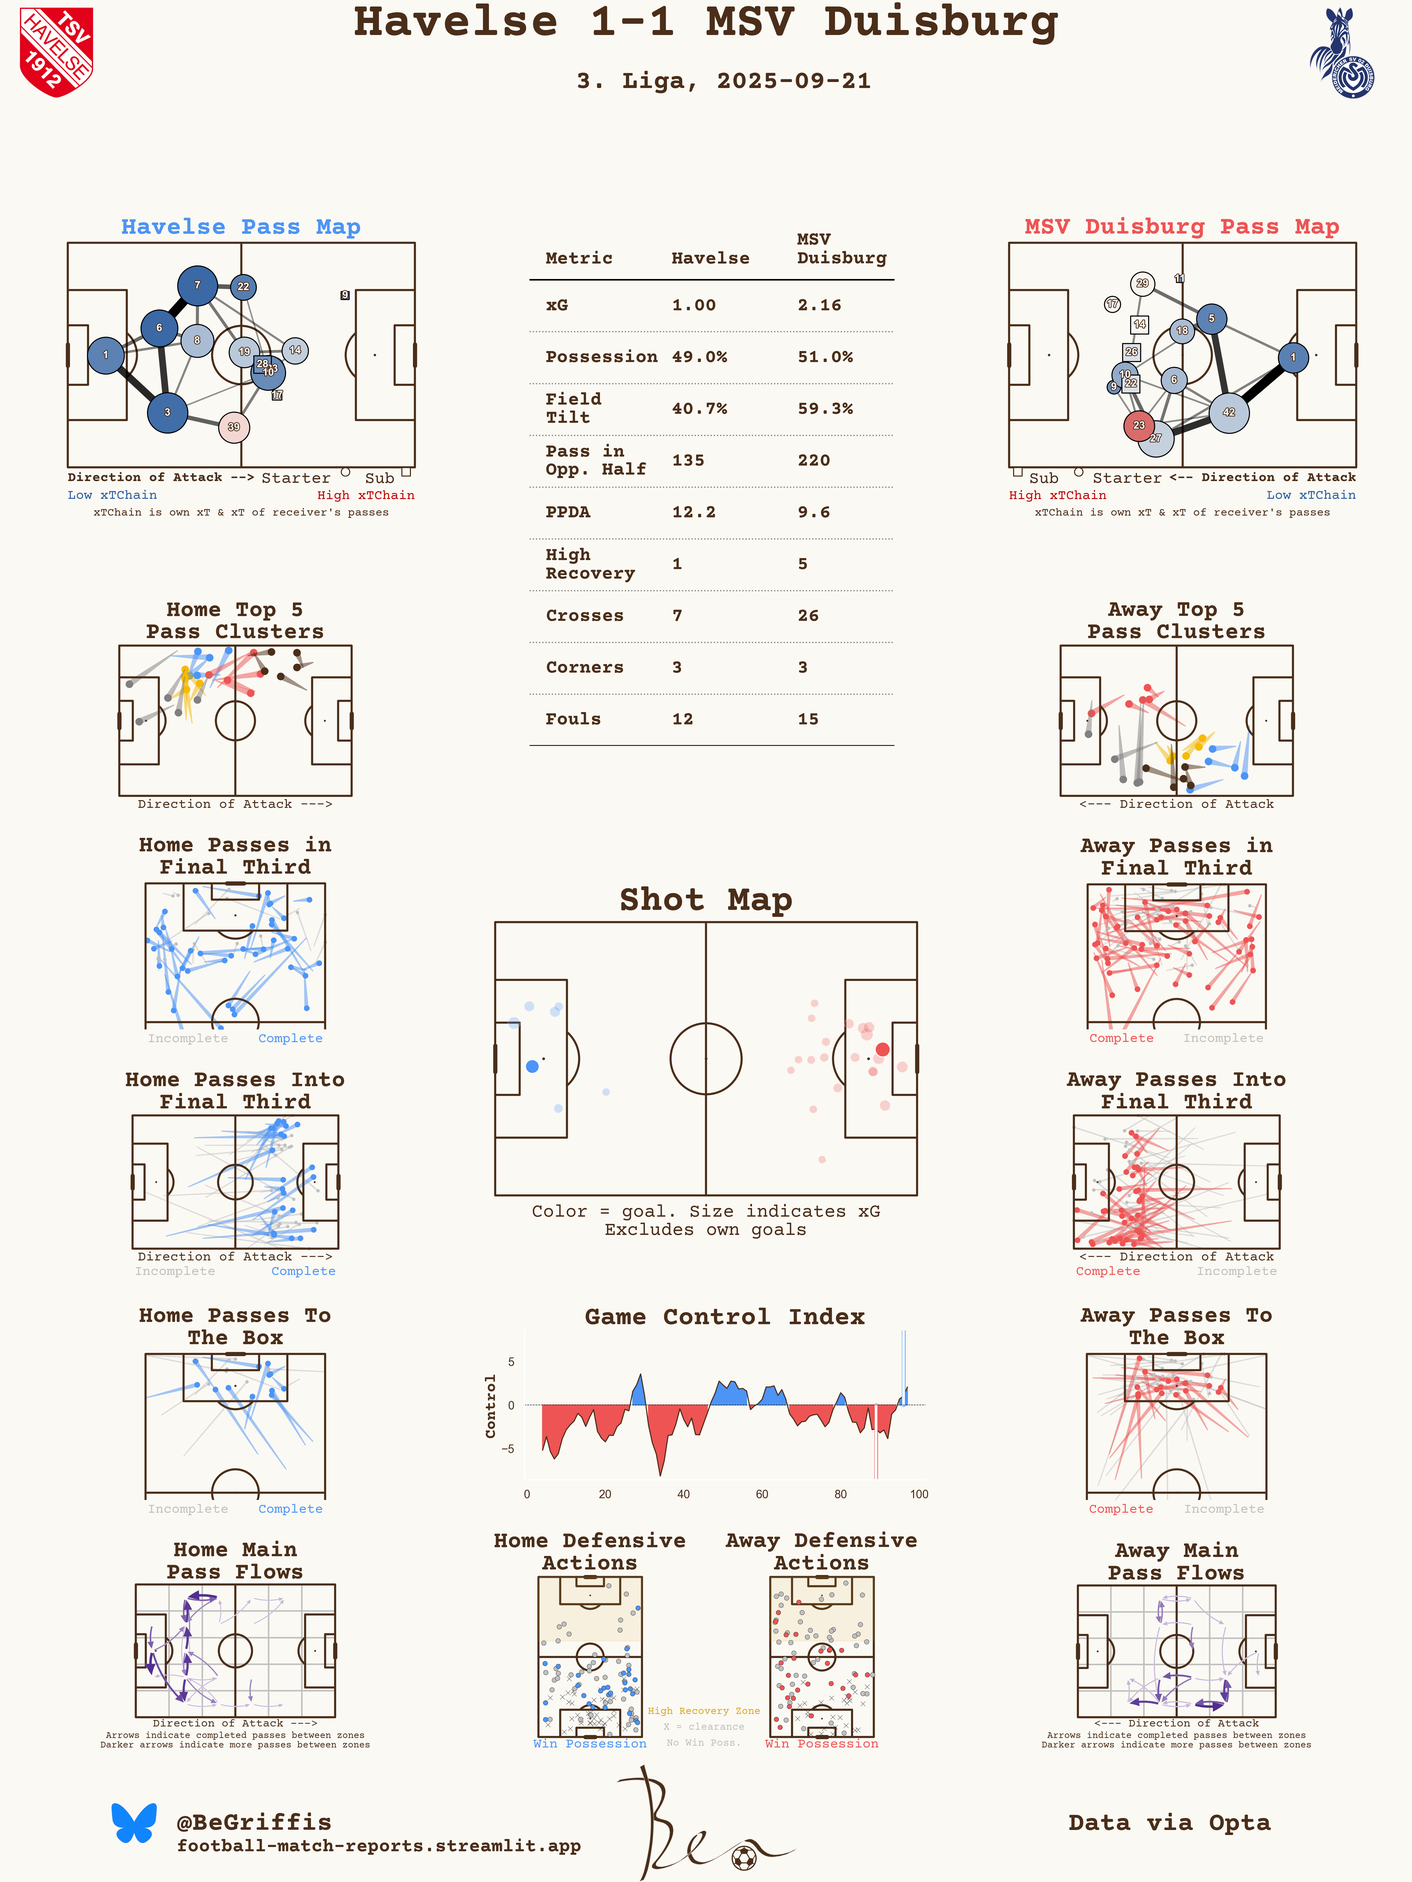 Havelse 1-1 MSV Duisburg
3. Liga, 2025-09-21
TSV
HAVELSE
1912
Havelse Pass Map
7
22
9
6
8
1
19
14
28
10
17
3
39
Direction of Attack --> Starter Sub
Low xTChain High xTChain
xTChain is own xT & xT of receiver's passes
Metric Havelse MSV Duisburg
xG 1.00 2.16
Possession 49.0% 51.0%
Field Tilt 40.7% 59.3%
Pass in Opp. Half 135 220
PPDA 12.2 9.6
High Recovery 1 5
Crosses 7 26
Corners 3 3
Fouls 12 15
MSV Duisburg Pass Map
29
11
17
14
5
18
26
1
10
9
22
6
42
23
27
Sub Starter <-- Direction of Attack
High xTChain Low xTChain
xTChain is own xT & xT of receiver's passes
Home Top 5
Pass Clusters
Direction of Attack --->
Away Top 5
Pass Clusters
<--- Direction of Attack
Home Passes in
Final Third
Incomplete Complete
Away Passes in
Final Third
Complete Incomplete
Shot Map
Color = goal. Size indicates xG
Excludes own goals
Home Passes Into
Final Third
Direction of Attack --->
Incomplete Complete
Away Passes Into
Final Third
<--- Direction of Attack
Complete Incomplete
Home Passes To
The Box
Incomplete Complete
Game Control Index
Control
5
0
−5
0 20 40 60 80 100
Away Passes To
The Box
Complete Incomplete
Home Main
Pass Flows
Direction of Attack --->
Arrows indicate completed passes between zones
Darker arrows indicate more passes between zones
Home Defensive
Actions
Win Possession
High Recovery Zone
X = clearance
No Win Poss.
Away Defensive
Actions
Win Possession
Away Main
Pass Flows
<--- Direction of Attack
Arrows indicate completed passes between zones
Darker arrows indicate more passes between zones
@BeGriffis
football-match-reports.streamlit.app
Ben
Data via Opta